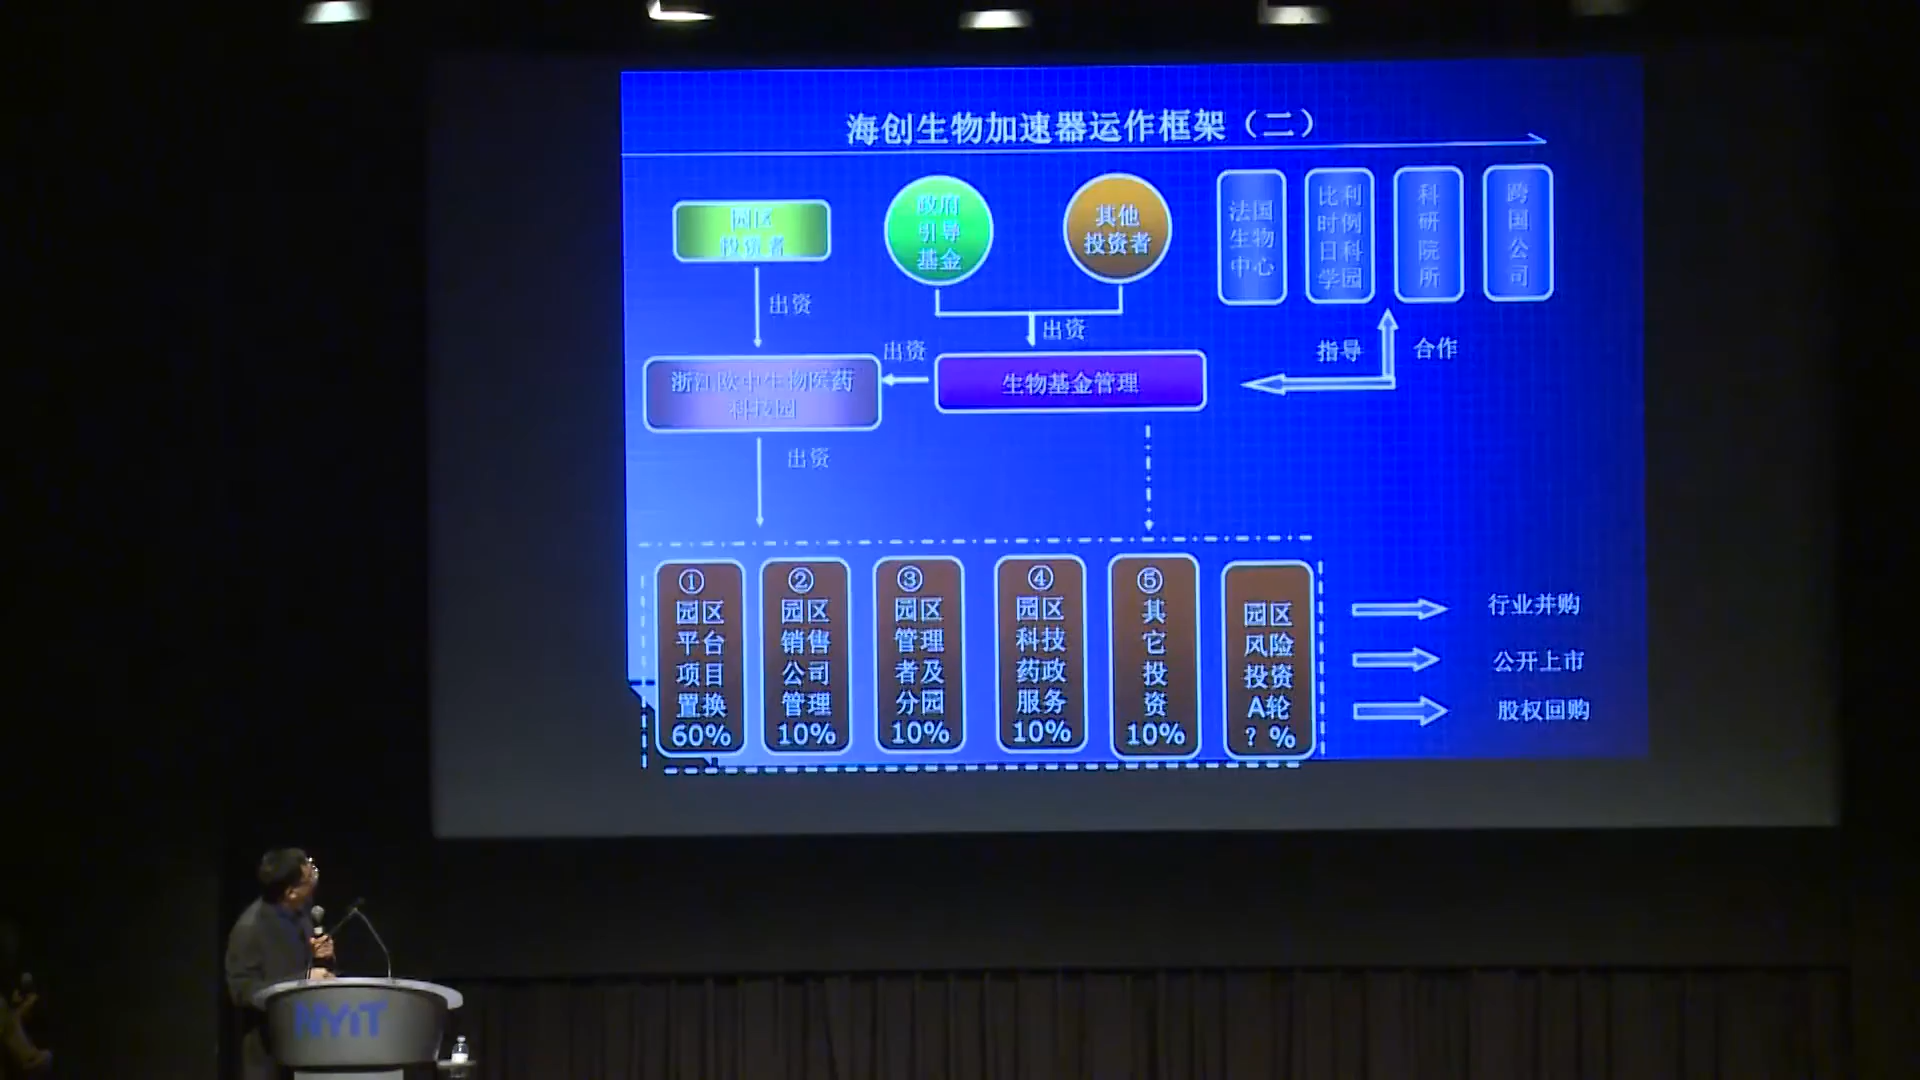 海创生物加速器运作框架（二）
园区
投资者
政府
引导
基金
其他
投资者
法国
生物
中心
比利
时例
日科
学园
科
研
院
所
跨
国
公
司
出资
出资
出资
指导
合作
浙江欧中生物医药
科技园
生物基金管理
出资
①
园区
平台
项目
置换
60%
②
园区
销售
公司
管理
10%
③
园区
管理
者及
分园
10%
④
园区
科技
药政
服务
10%
⑤
其
它
投
资
10%
园区
风险
投资
A轮
？%
行业并购
公开上市
股权回购
NYIT